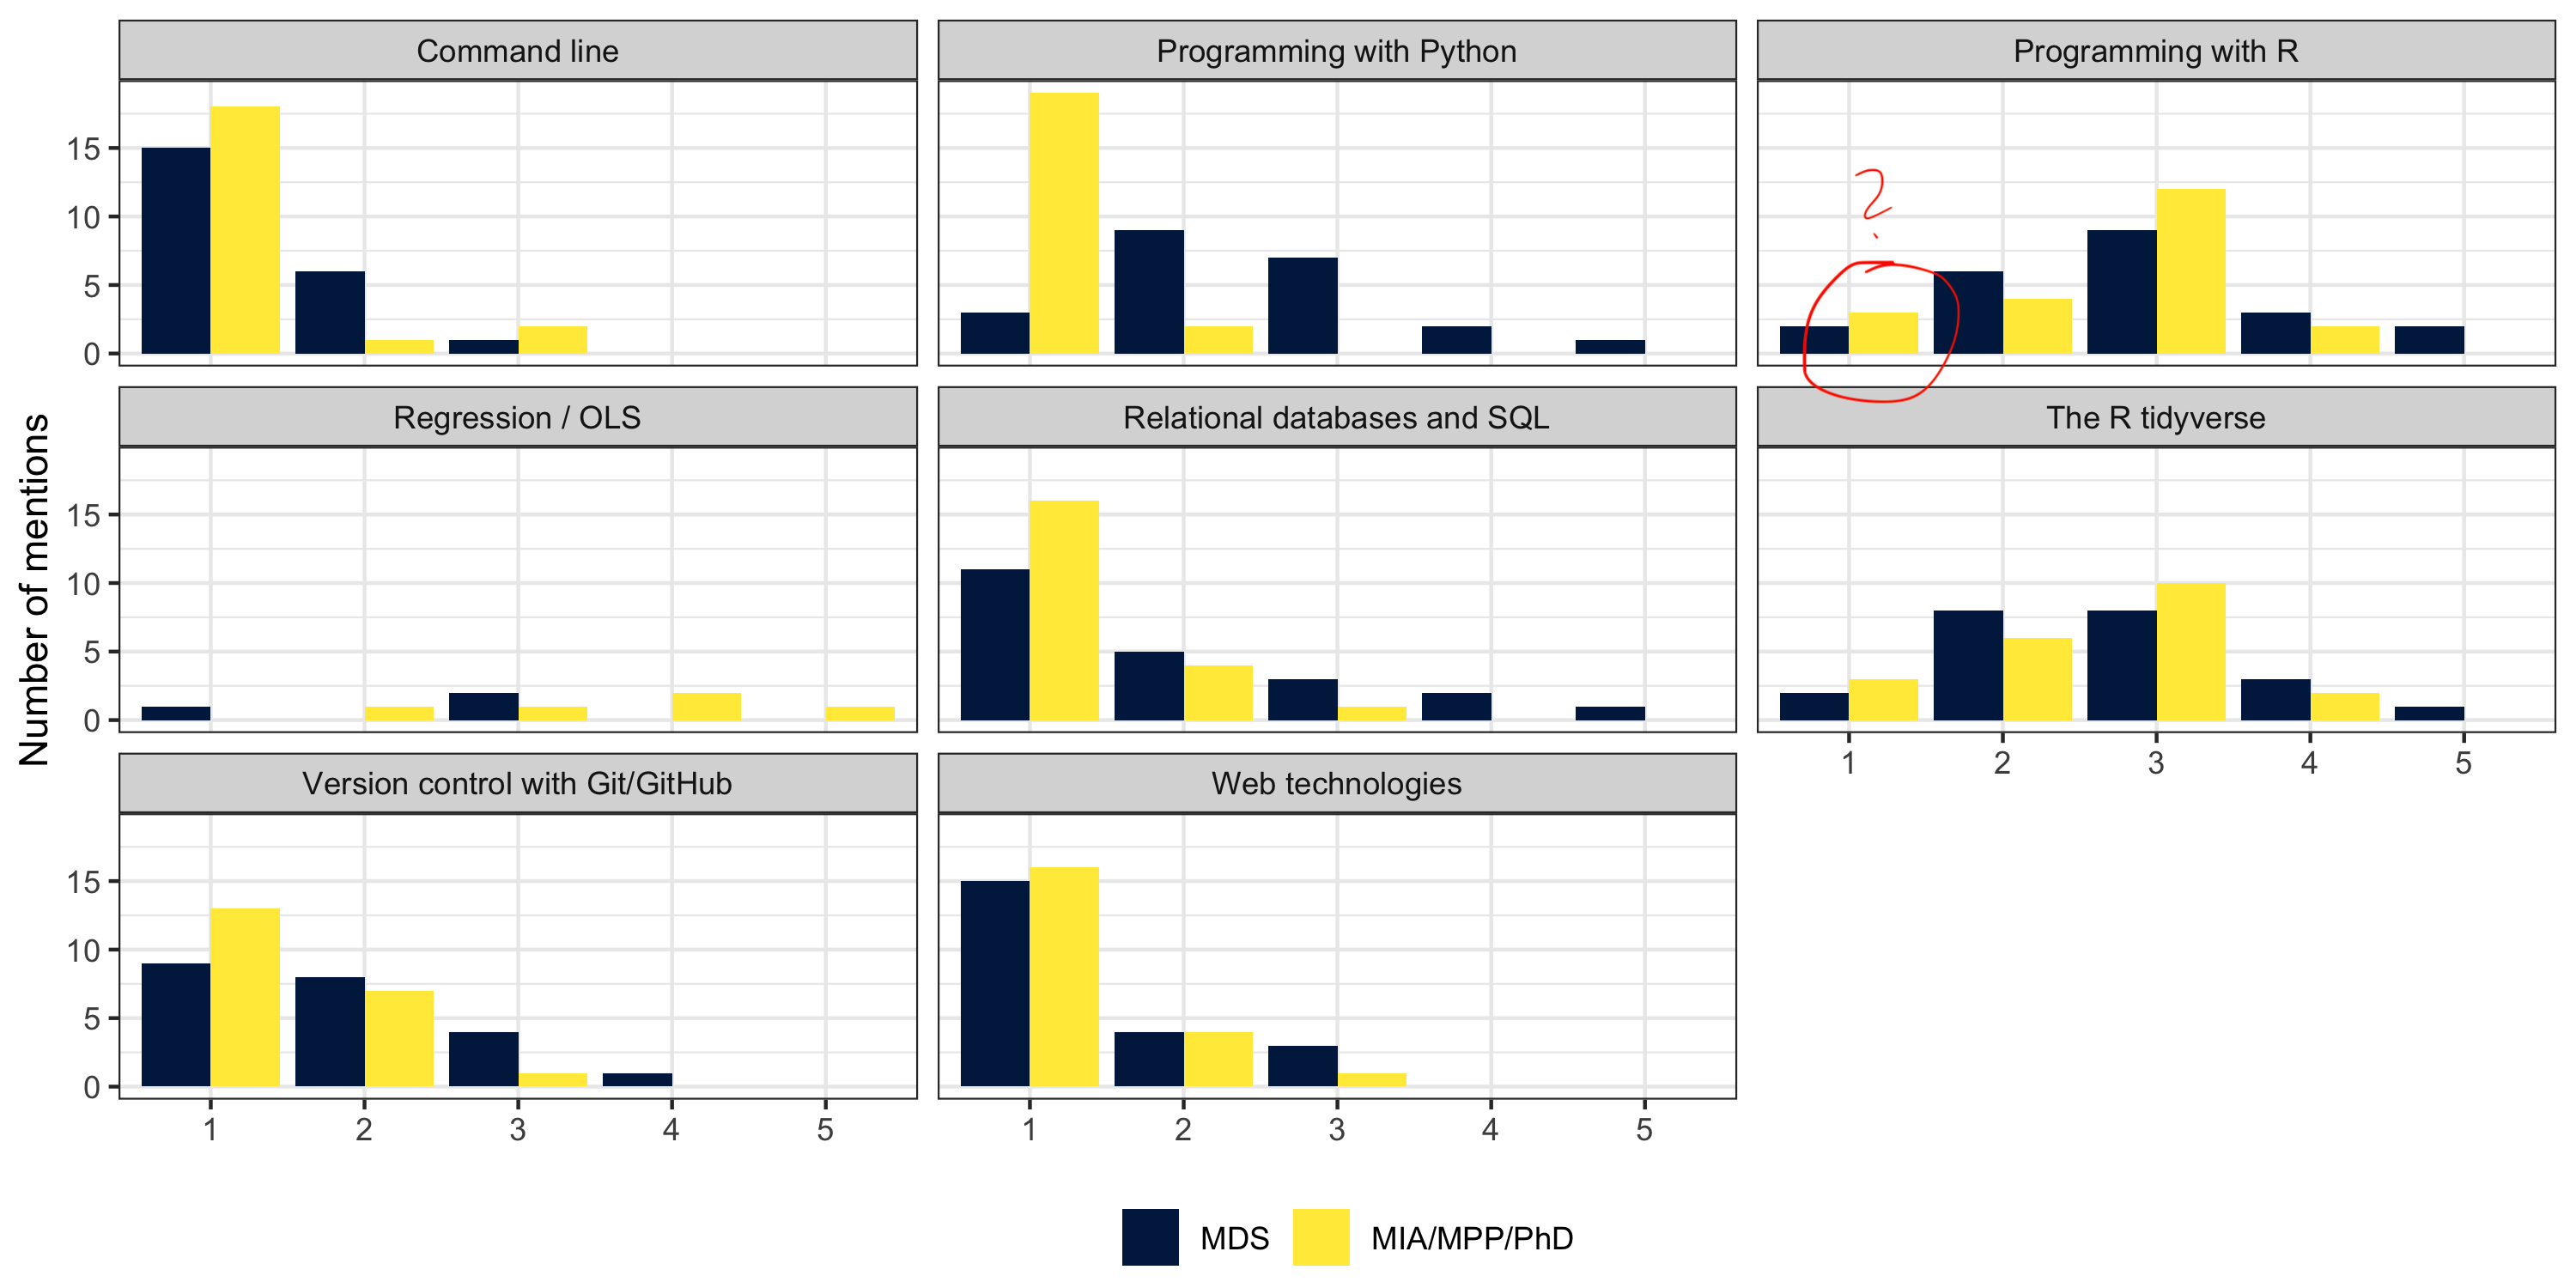 Command line
Programming with Python
Programming with R
15
10
5
0
?
Number of mentions
Regression / OLS
Relational databases and SQL
The R tidyverse
15
10
5
0
1 2 3 4 5
Version control with Git/GitHub
Web technologies
15
10
5
0
1 2 3 4 5
1 2 3 4 5
MDS
MIA/MPP/PhD